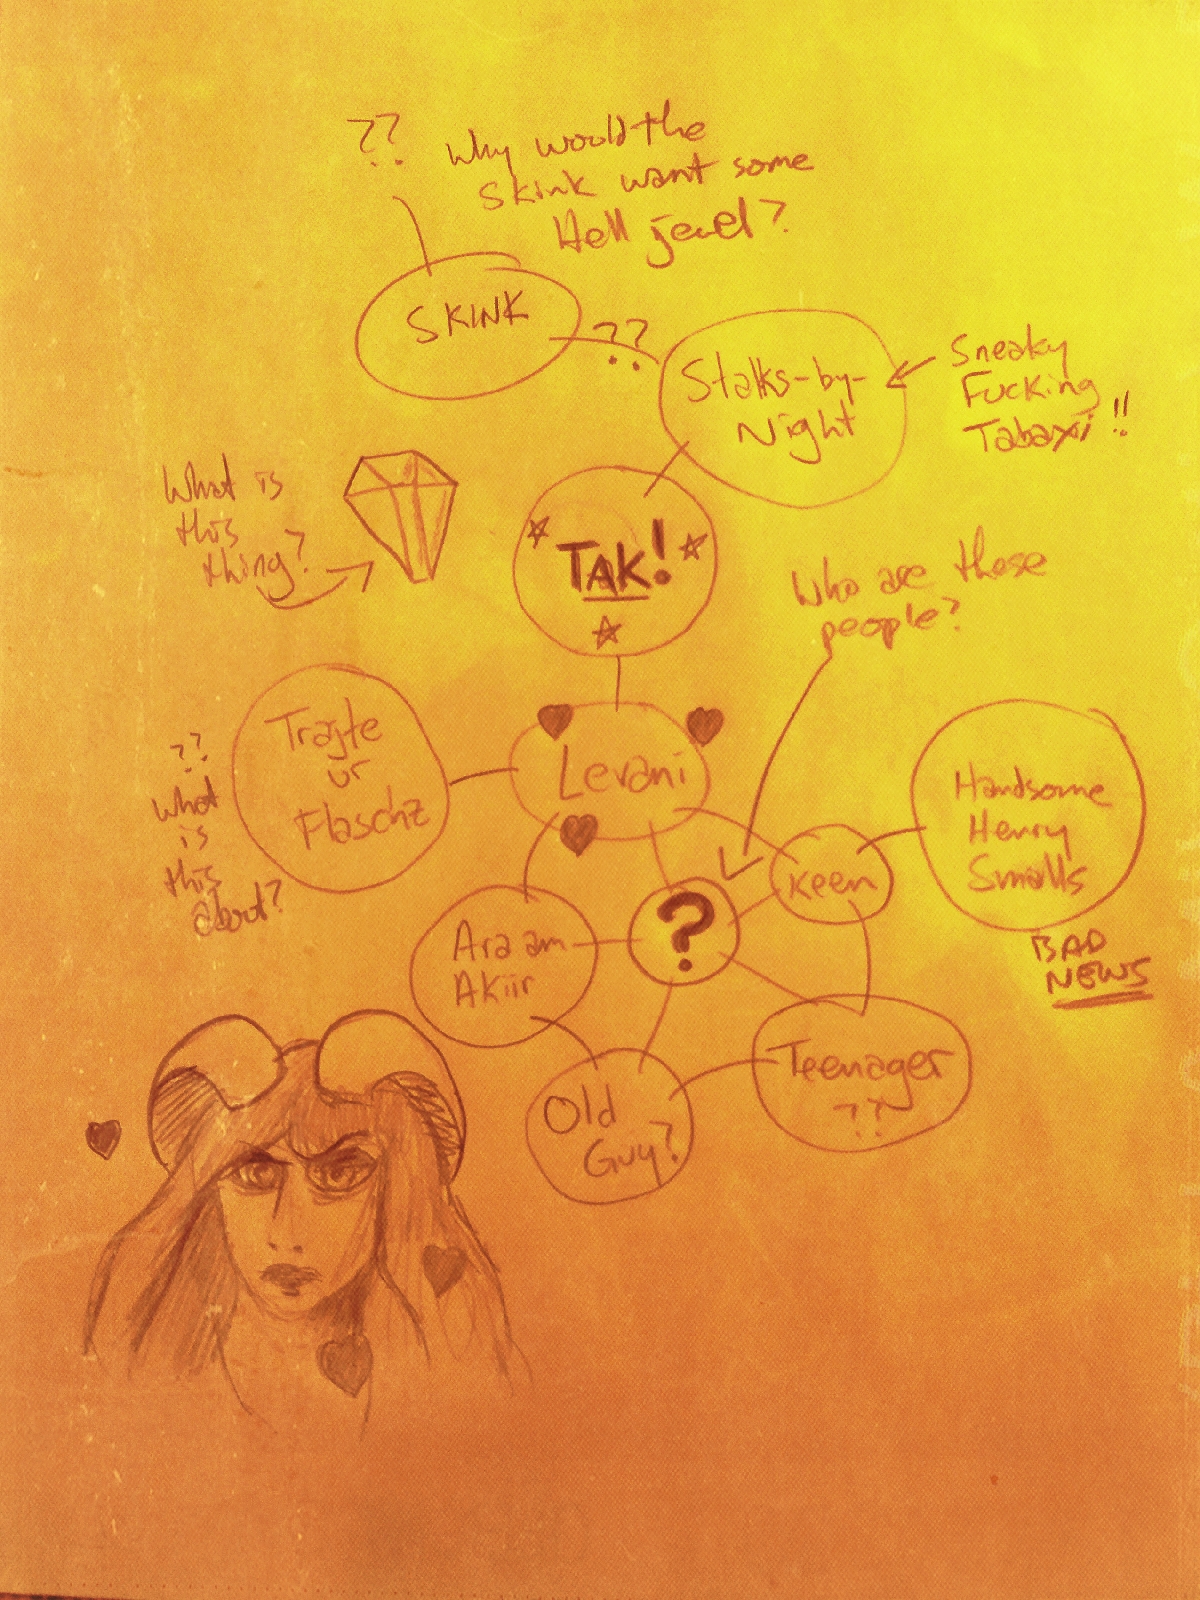 ??
Why would the
Skink want some
Hell jewel?
SKINK
??
Stalks-by-
Night
Sneaky
Fucking
Tabaxi!!
What is
this
thing?
TAK!
Who are these
people?
Trajte
ur
Flaschz
??
What
is
this
about?
Levani
Keen
Handsome
Henry
Smalls
BAD
NEWS
?
Ara am
Akiir
Old
Guy?
Teenager
??